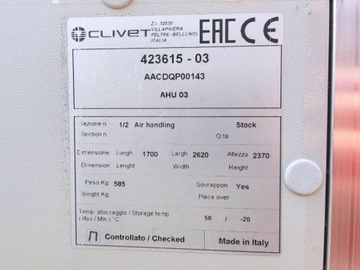 CLIVET
Z.I. 32030
VILLAPAIERA
FELTRE (BELLUNO)
ITALIA
EAC CE
423615 - 03
AACDQP00143
AHU 03
Sezione n. 1/2 Air handling Stock
Section n. Q.tà
Dimensione: Lungh 1700 Largh 2620 Altezza 2370
Dimension: Lenght Width Height
Peso Kg 585 Sovrappon. Yes
Weight Kg Place over
Temp. stoccaggio / Storage temp 50 / -20
( Max / Min ) °C
Controllato / Checked Made in Italy